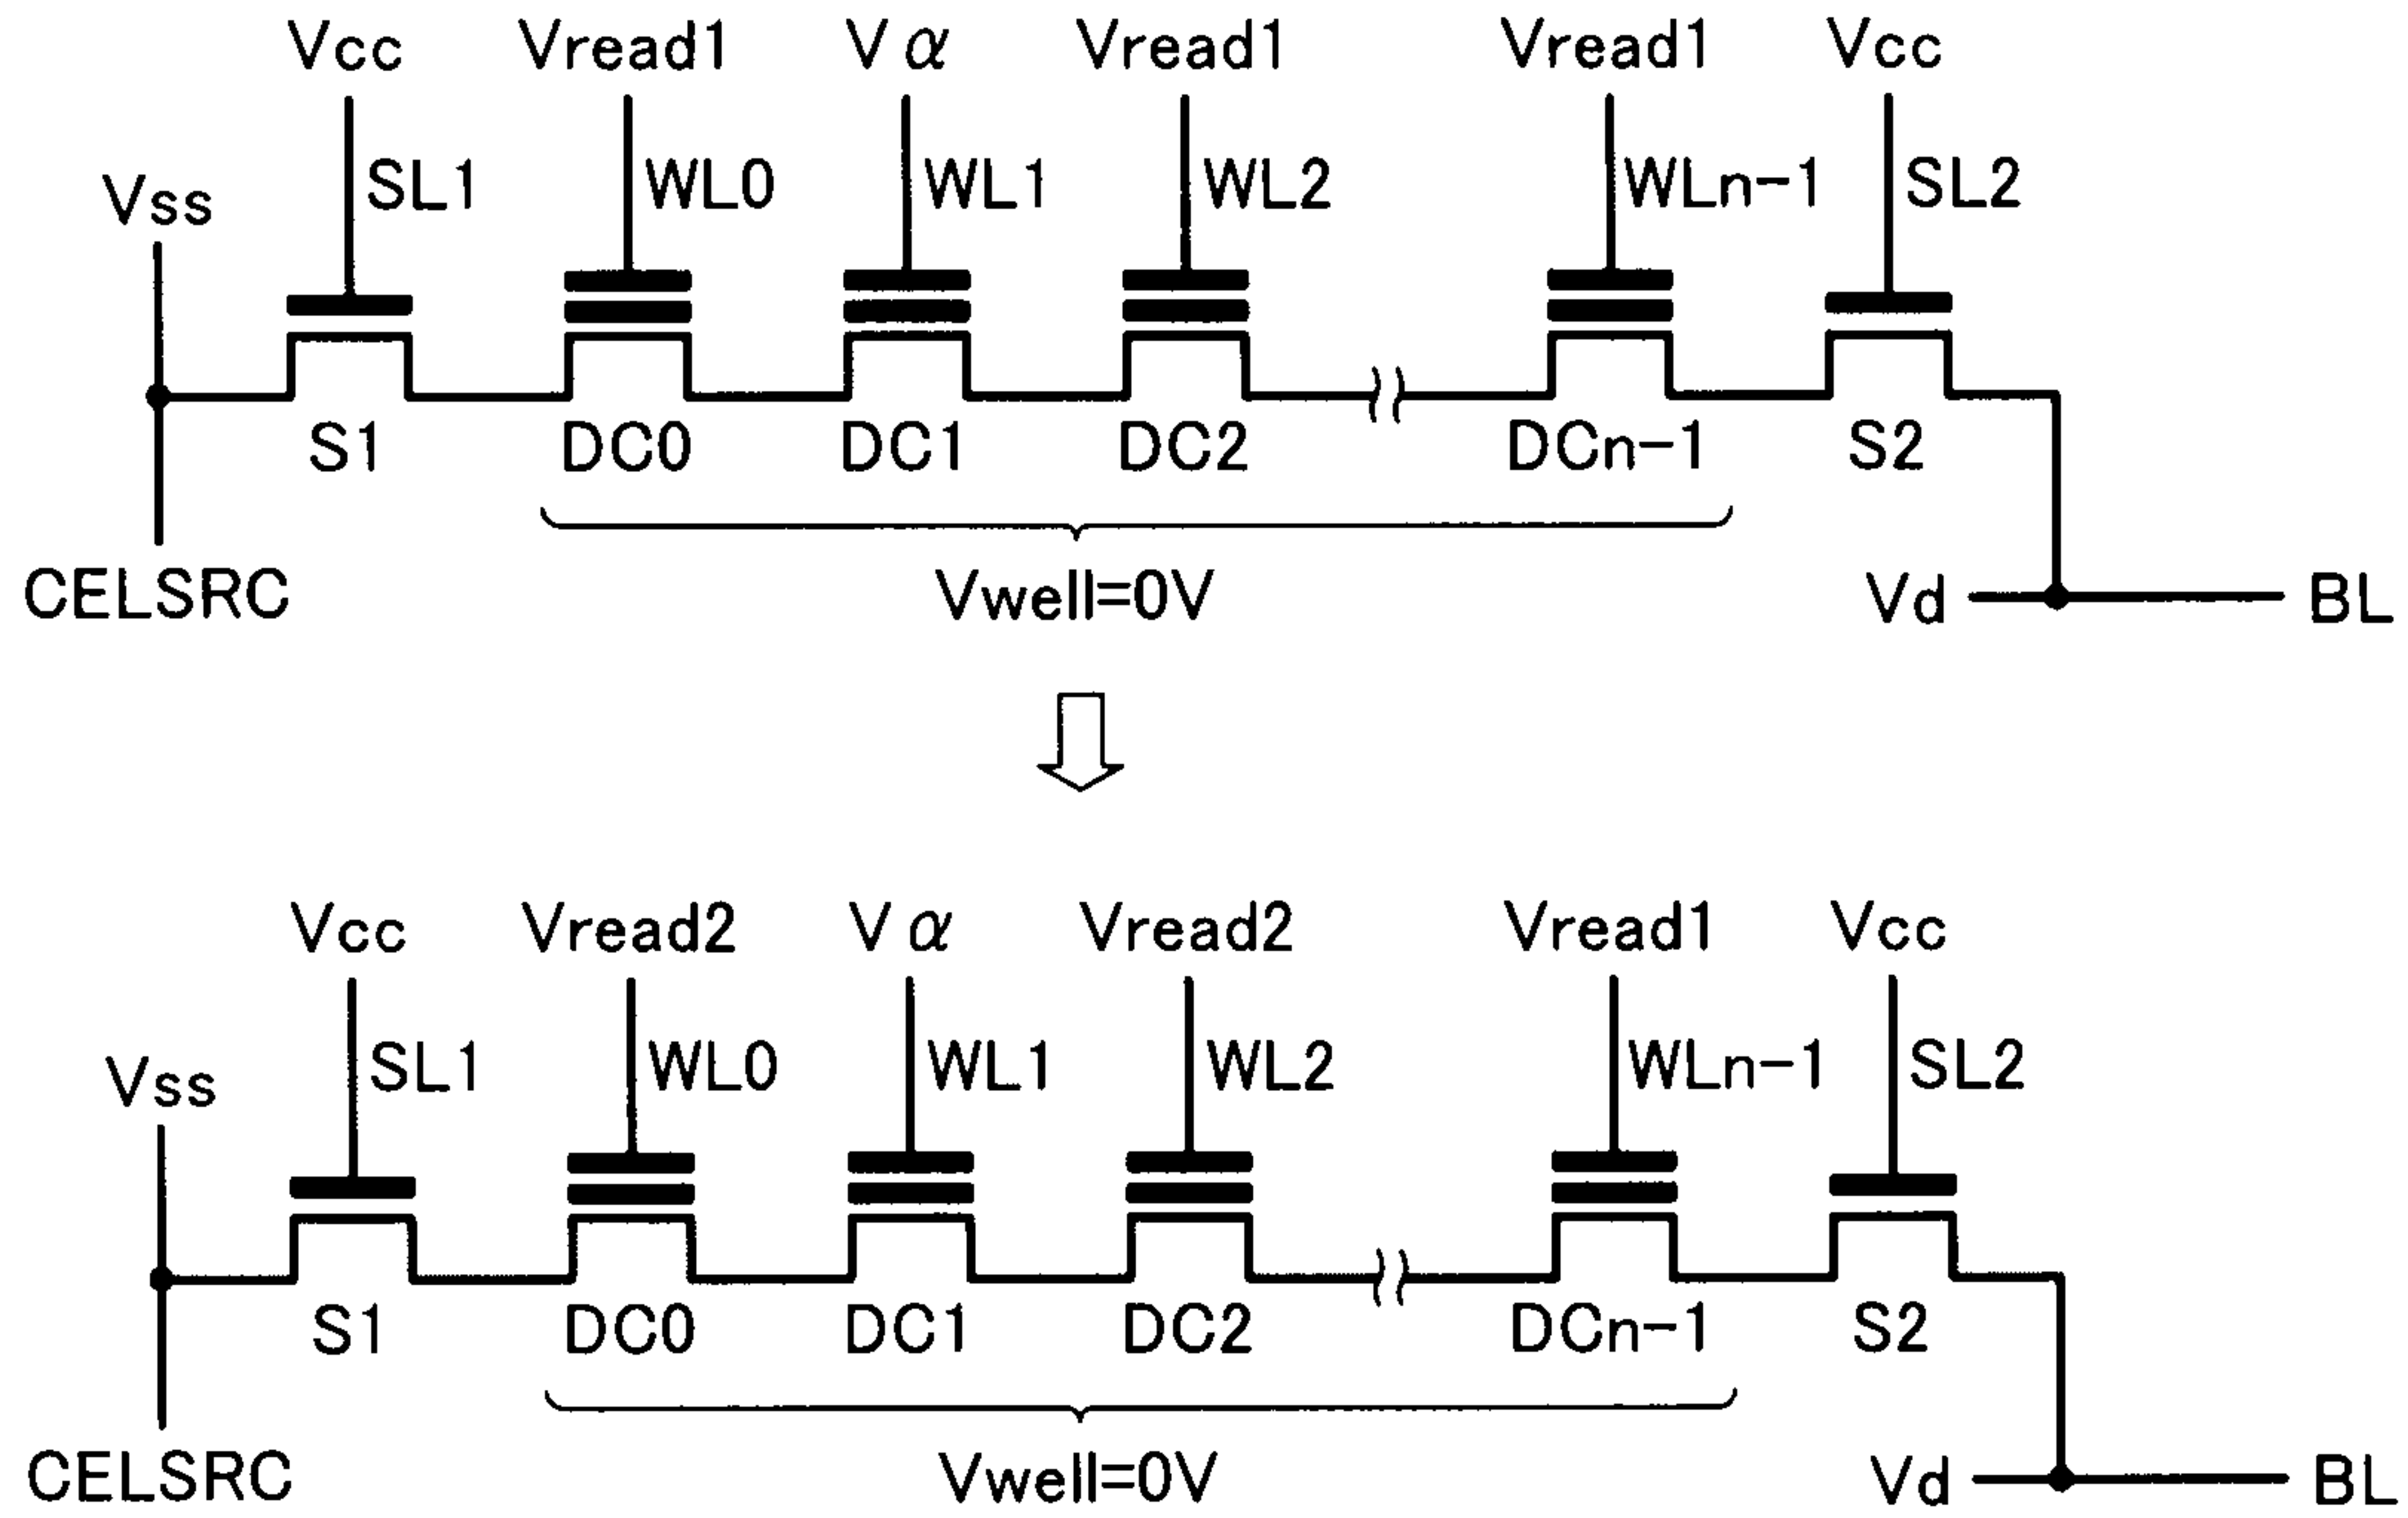 Vcc Vread1 Vα Vread1 Vread1 Vcc
Vss SL1 WL0 WL1 WL2 WLn-1 SL2
S1 DC0 DC1 DC2 DCn-1 S2
CELSRC Vwell=0V Vd BL
Vcc Vread2 Vα Vread2 Vread1 Vcc
Vss SL1 WL0 WL1 WL2 WLn-1 SL2
S1 DC0 DC1 DC2 DCn-1 S2
CELSRC Vwell=0V Vd BL